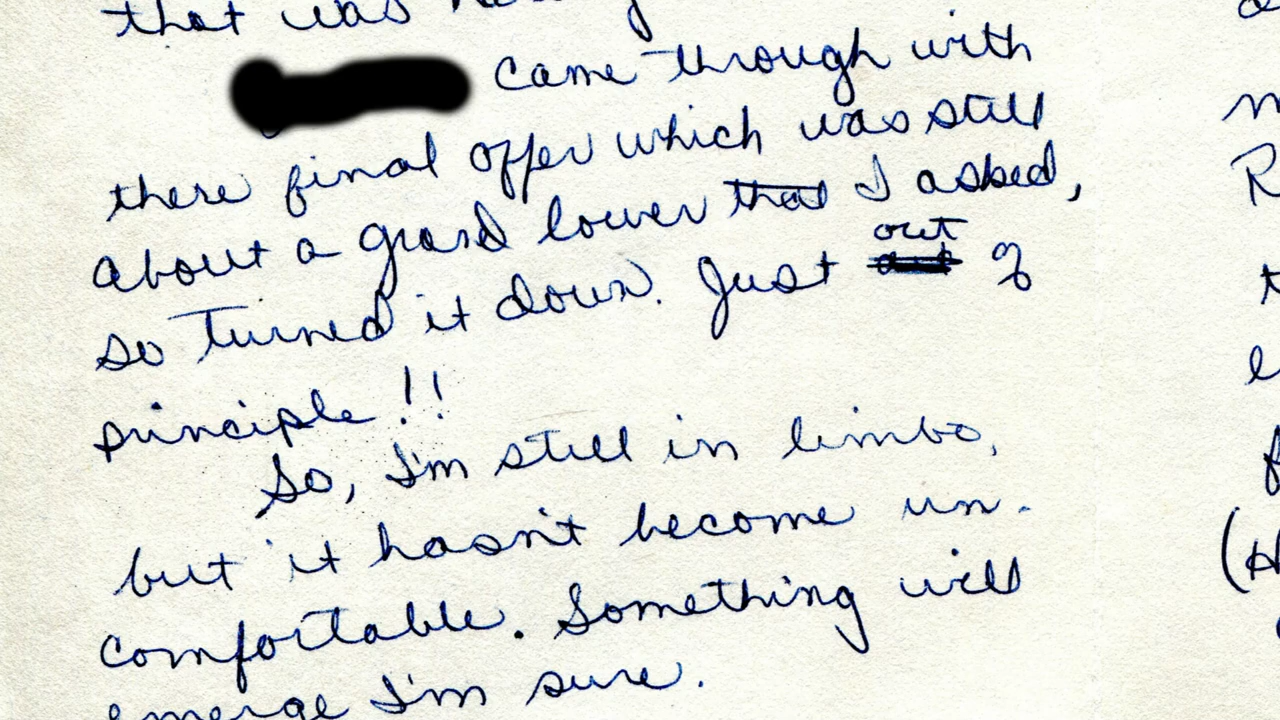 that was
came through with
there final offer which was still
about a grand lower that I asked,
out
so turned it down. Just of
principle!!
So, I'm still in limbo,
but it hasn't become un-
comfortable. Something will
emerge I'm sure.